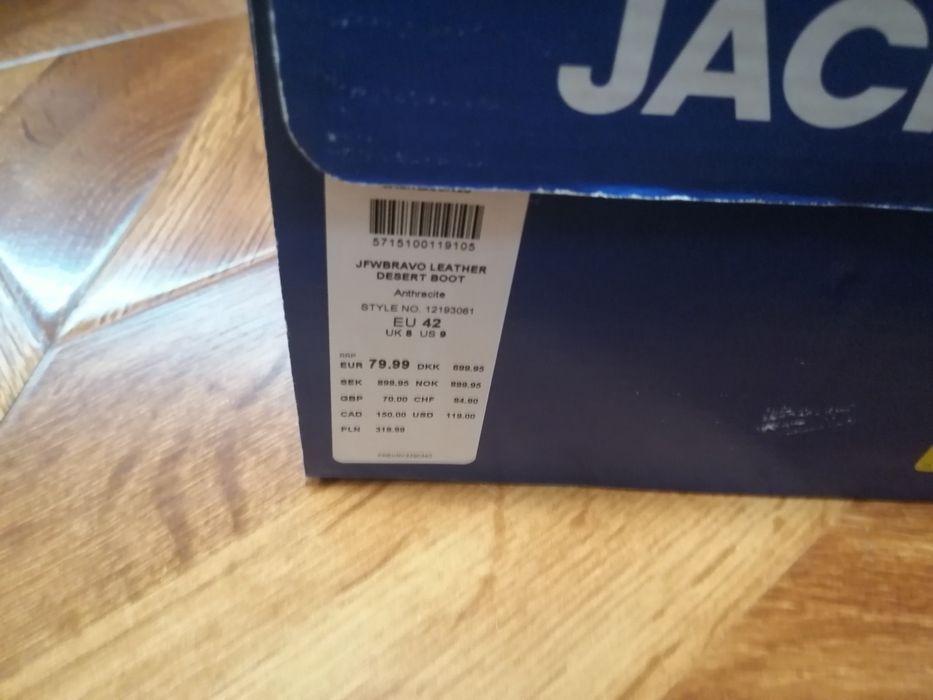 JAC
5715100119105
JFWBRAVO LEATHER
DESERT BOOT
Anthracite
STYLE NO. 12193061
EU 42
UK 8 US 9
RRP
EUR 79.99 DKK 699.95
SEK 899.95 NOK 899.95
GBP 70.00 CHF 94.90
CAD 150.00 USD 119.00
PLN 319.99